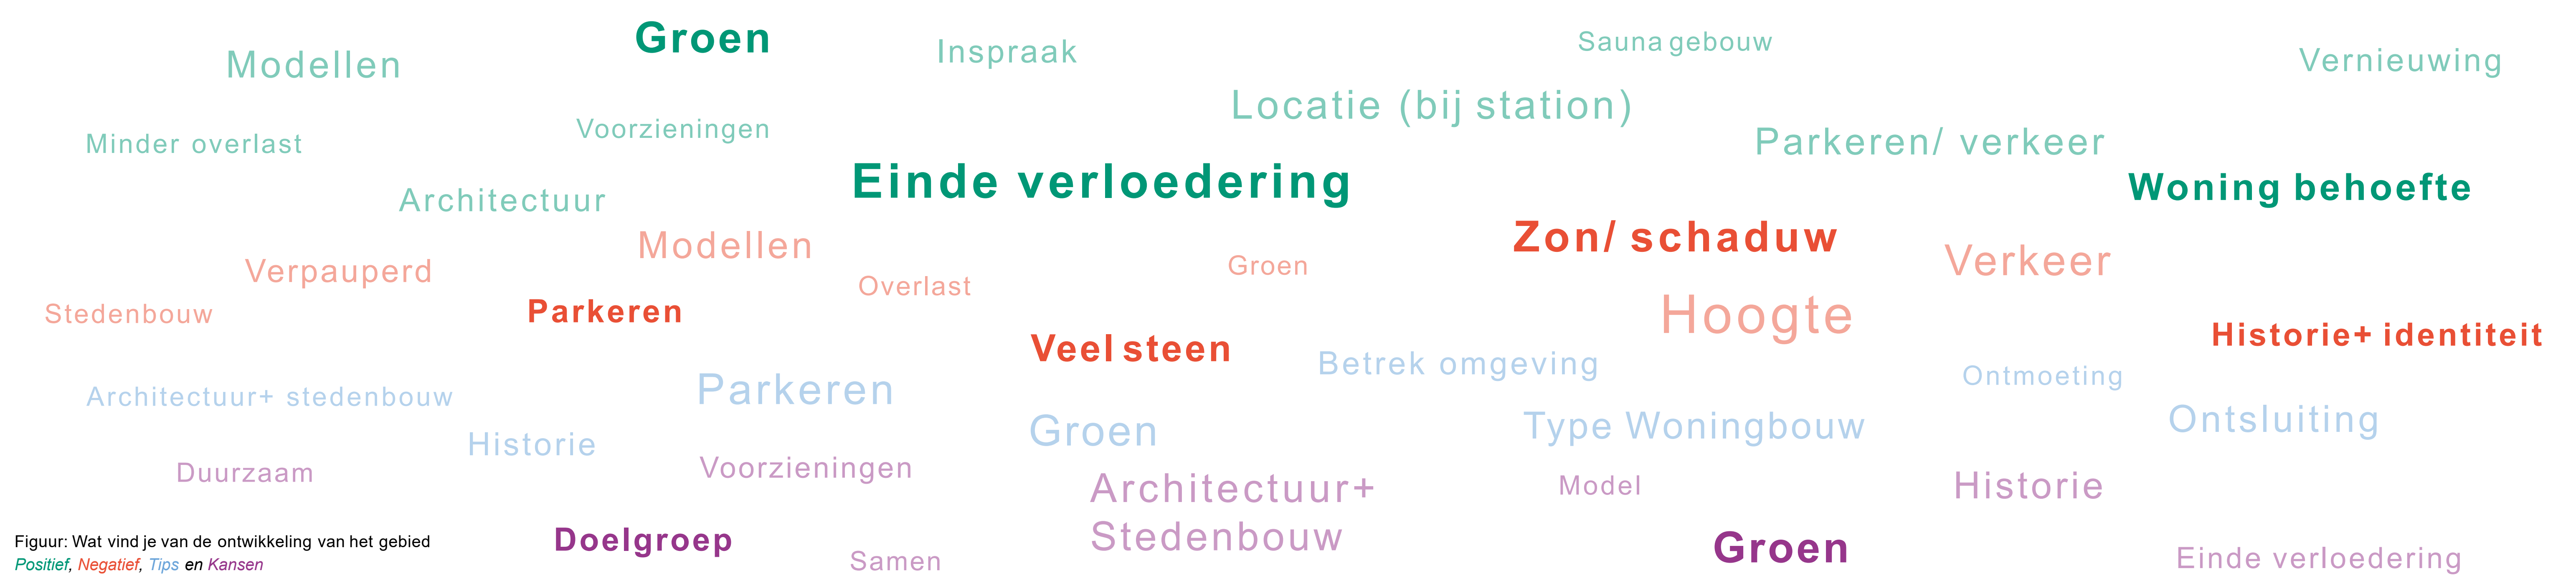 Groen
Sauna gebouw
Inspraak
Modellen
Vernieuwing
Locatie (bij station)
Voorzieningen
Minder overlast
Parkeren/ verkeer
Einde verloedering
Woning behoefte
Architectuur
Zon/ schaduw
Modellen
Verkeer
Groen
Verpauperd
Overlast
Parkeren
Stedenbouw
Hoogte
Historie+ identiteit
Veel steen
Betrek omgeving
Ontmoeting
Parkeren
Architectuur+ stedenbouw
Ontsluiting
Type Woningbouw
Groen
Historie
Voorzieningen
Duurzaam
Model
Historie
Architectuur+
Stedenbouw
Doelgroep
Groen
Samen
Einde verloedering
Figuur: Wat vind je van de ontwikkeling van het gebied
Positief, Negatief, Tips en Kansen